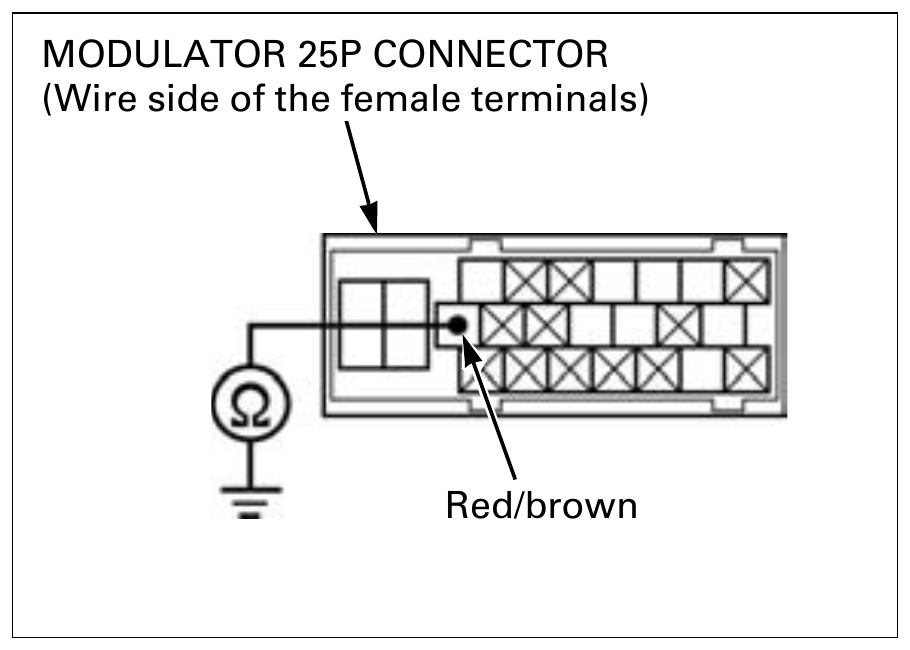 MODULATOR 25P CONNECTOR
(Wire side of the female terminals)
Ω
Red/brown